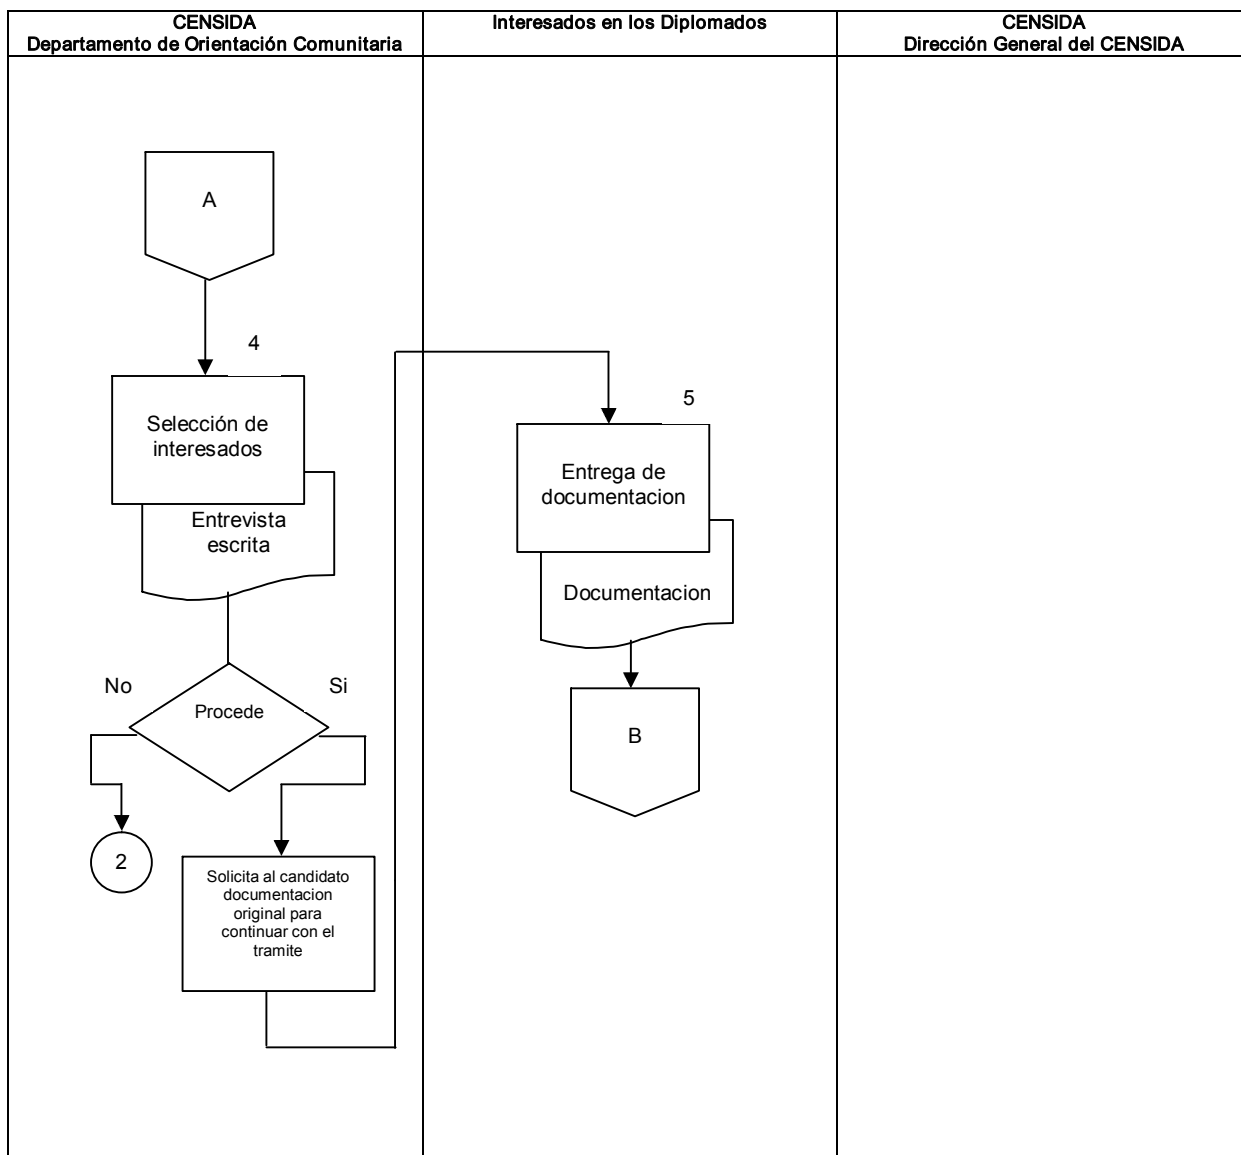 CENSIDA
Departamento de Orientación Comunitaria
Interesados en los Diplomados
CENSIDA
Dirección General del CENSIDA
A
4
Selección de
interesados
Entrevista
escrita
No
Si
Procede
2
Solicita al candidato
documentacion
original para
continuar con el
tramite
5
Entrega de
documentacion
Documentacion
B